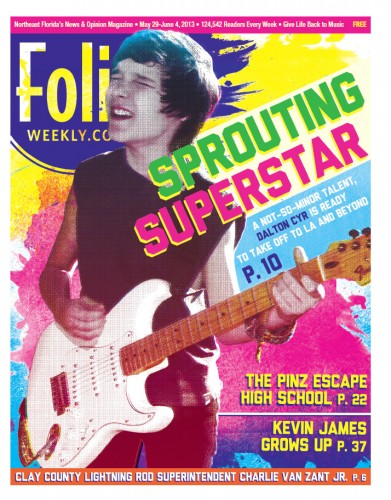 Northeast Florida's News & Opinion Magazine • May 29-June 4, 2013 • 124,542 Readers Every Week • Give Life Back to Music
FREE
Foli
WEEKLY.CO
SPROUTING
SUPERSTAR
A NOT-SO-MINOR TALENT,
DALTON CYR IS READY
TO TAKE OFF TO LA AND BEYOND
P. 10
THE PINZ ESCAPE
HIGH SCHOOL P. 22
KEVIN JAMES
GROWS UP P. 37
CLAY COUNTY LIGHTNING ROD SUPERINTENDENT CHARLIE VAN ZANT JR. P. 6